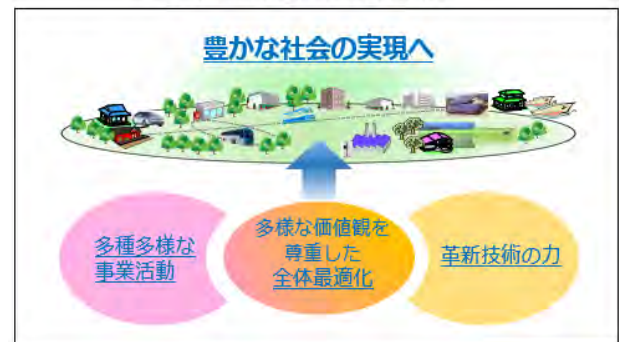 豊かな社会の実現へ
多種多様な
事業活動
多様な価値観を
尊重した
全体最適化
革新技術の力